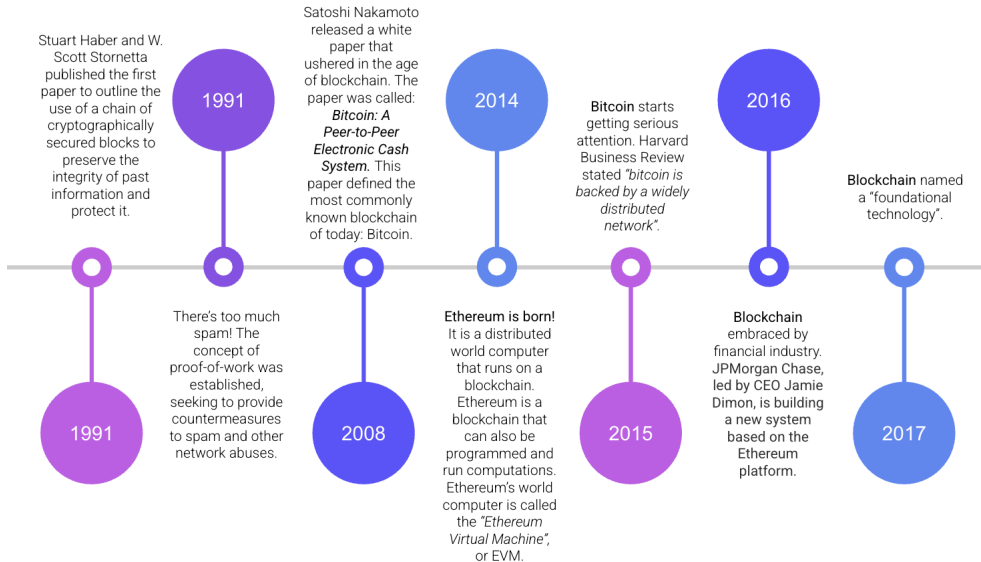 Stuart Haber and W.
Scott Stornetta
published the first
paper to outline the
use of a chain of
cryptographically
secured blocks to
preserve the
integrity of past
information and
protect it.
1991
1991
There's too much
spam! The
concept of
proof-of-work was
established,
seeking to provide
countermeasures
to spam and other
network abuses.
Satoshi Nakamoto
released a white
paper that
ushered in the age
of blockchain. The
paper was called:
Bitcoin: A
Peer-to-Peer
Electronic Cash
System. This
paper defined the
most commonly
known blockchain
of today: Bitcoin.
2008
2014
Ethereum is born!
It is a distributed
world computer
that runs on a
blockchain.
Ethereum is a
blockchain that
can also be
programmed and
run computations.
Ethereum's world
computer is called
the "Ethereum
Virtual Machine",
or EVM.
Bitcoin starts
getting serious
attention. Harvard
Business Review
stated "bitcoin is
backed by a widely
distributed
network".
2015
2016
Blockchain
embraced by
financial industry.
JPMorgan Chase,
led by CEO Jamie
Dimon, is building
a new system
based on the
Ethereum
platform.
Blockchain named
a "foundational
technology".
2017